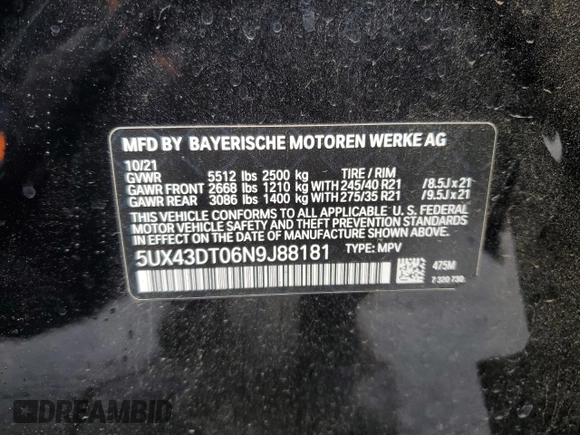 MFD BY BAYERISCHE MOTOREN WERKE AG
10/21
GVWR 5512 lbs 2500 kg TIRE / RIM
GAWR FRONT 2668 lbs 1210 kg WITH 245/40 R21 /8.5J x 21
GAWR REAR 3086 lbs 1400 kg WITH 275/35 R21 /9.5J x 21
THIS VEHICLE CONFORMS TO ALL APPLICABLE U.S. FEDERAL
MOTOR VEHICLE SAFETY AND THEFT PREVENTION
STANDARDS IN EFFECT ON THE DATE OF MANUFACTURE SHOWN ABOVE.
5UX43DT06N9J88181 TYPE: MPV
475M
7 320 730
DREAMBID